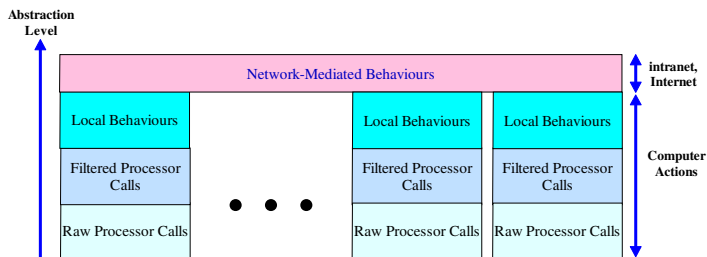 Abstraction
Level
Network-Mediated Behaviours
intranet,
Internet
Local Behaviours
Local Behaviours
Local Behaviours
Filtered Processor
Calls
Filtered Processor
Calls
Filtered Processor
Calls
Computer
Actions
Raw Processor Calls
Raw Processor Calls
Raw Processor Calls